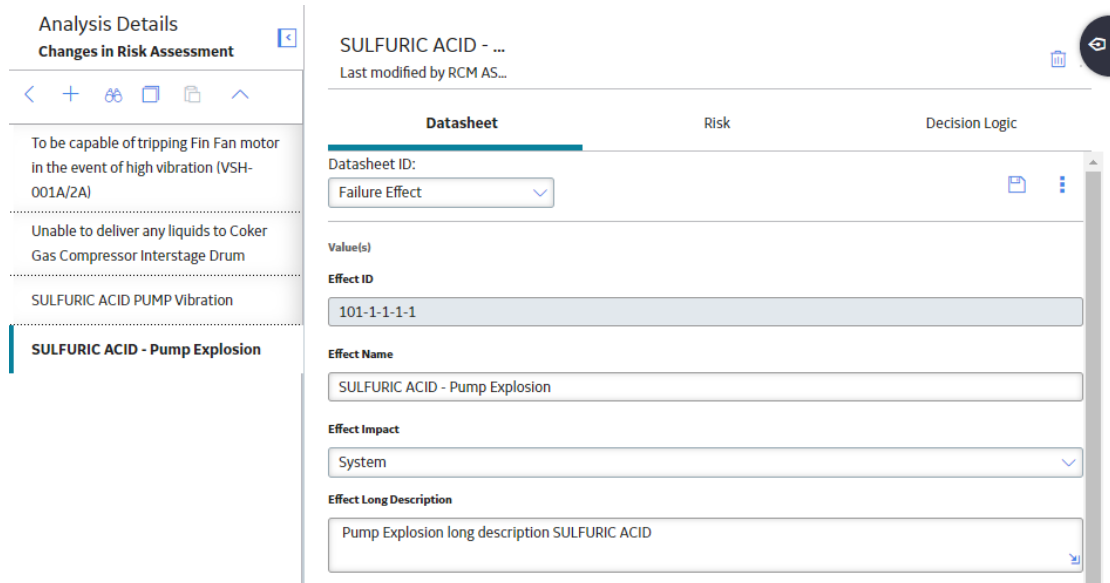 Analysis Details
Changes in Risk Assessment
To be capable of tripping Fin Fan motor
in the event of high vibration (VSH-
001A/2A)
Unable to deliver any liquids to Coker
Gas Compressor Interstage Drum
SULFURIC ACID PUMP Vibration
SULFURIC ACID - Pump Explosion
SULFURIC ACID - ...
Last modified by RCM AS...
Datasheet Risk Decision Logic
Datasheet ID:
Failure Effect
Value(s)
Effect ID
101-1-1-1-1
Effect Name
SULFURIC ACID - Pump Explosion
Effect Impact
System
Effect Long Description
Pump Explosion long description SULFURIC ACID